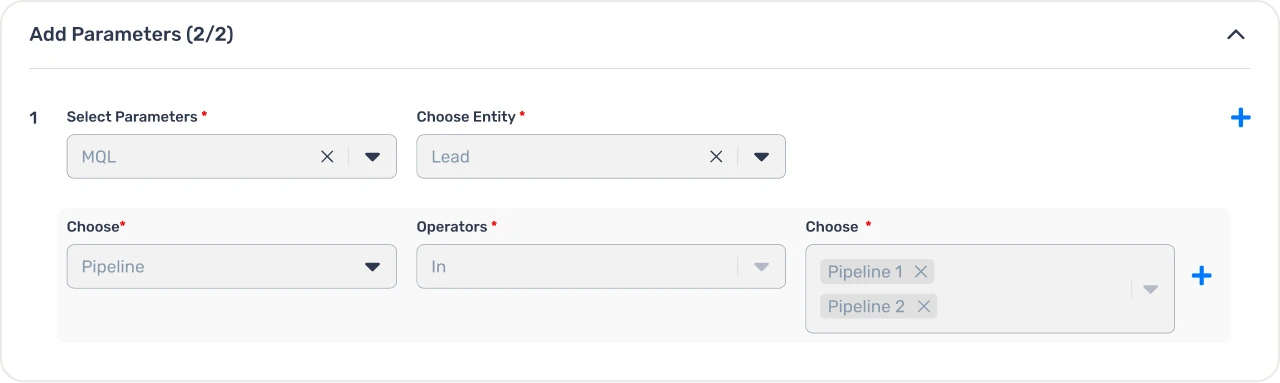 Add Parameters (2/2)
1 Select Parameters * Choose Entity *
MQL Lead
Choose* Operators * Choose *
Pipeline In Pipeline 1
Pipeline 2